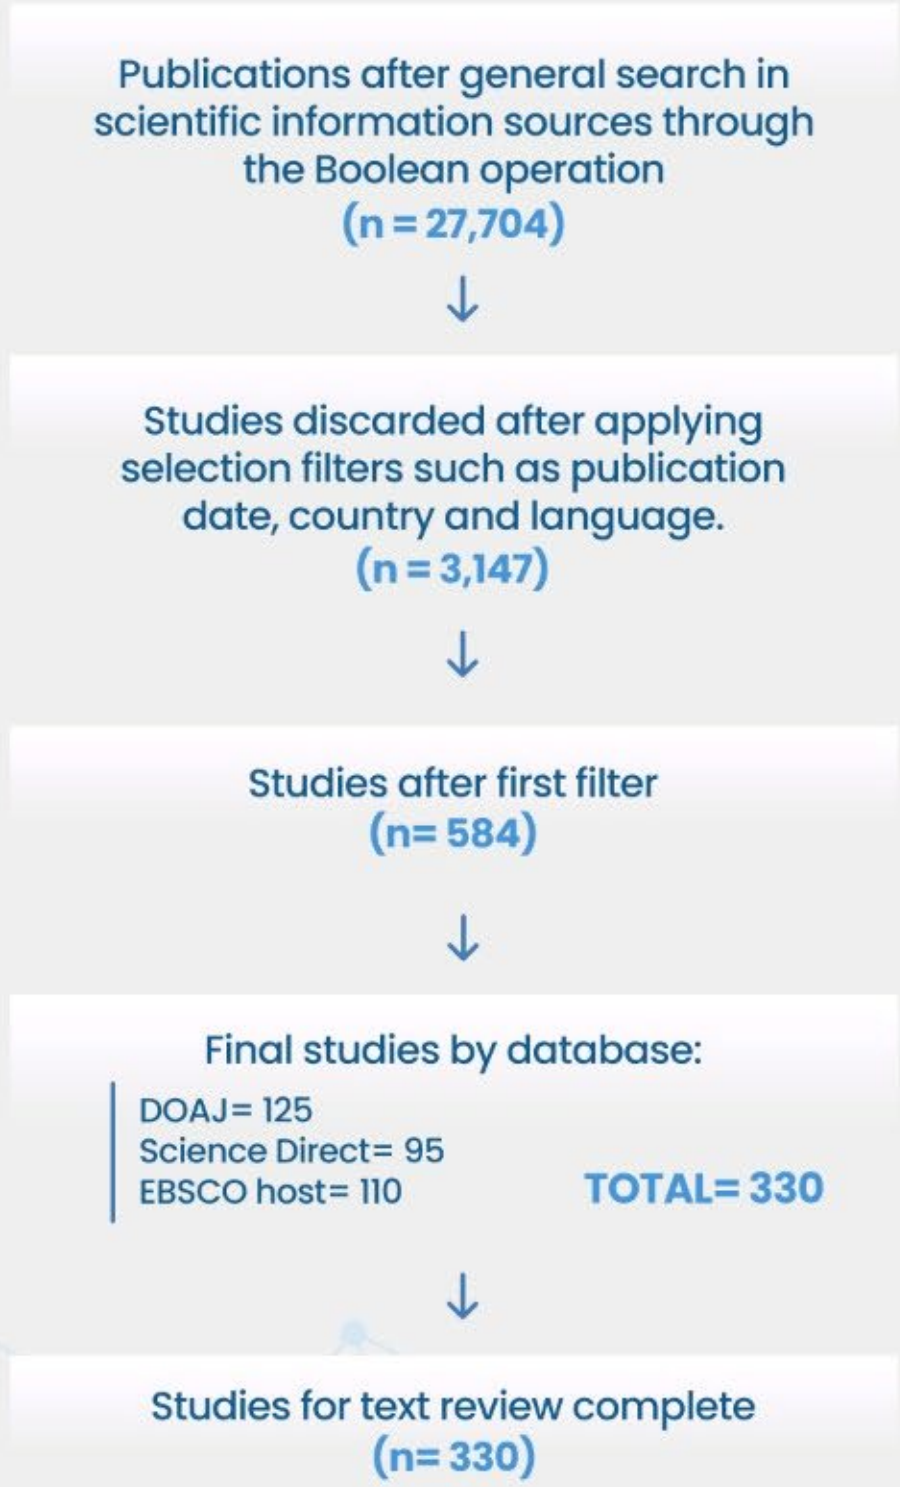 Publications after general search in
scientific information sources through
the Boolean operation
(n = 27,704)
↓
Studies discarded after applying
selection filters such as publication
date, country and language.
(n = 3,147)
↓
Studies after first filter
(n= 584)
↓
Final studies by database:
DOAJ= 125
Science Direct= 95
EBSCO host= 110
TOTAL= 330
↓
Studies for text review complete
(n= 330)